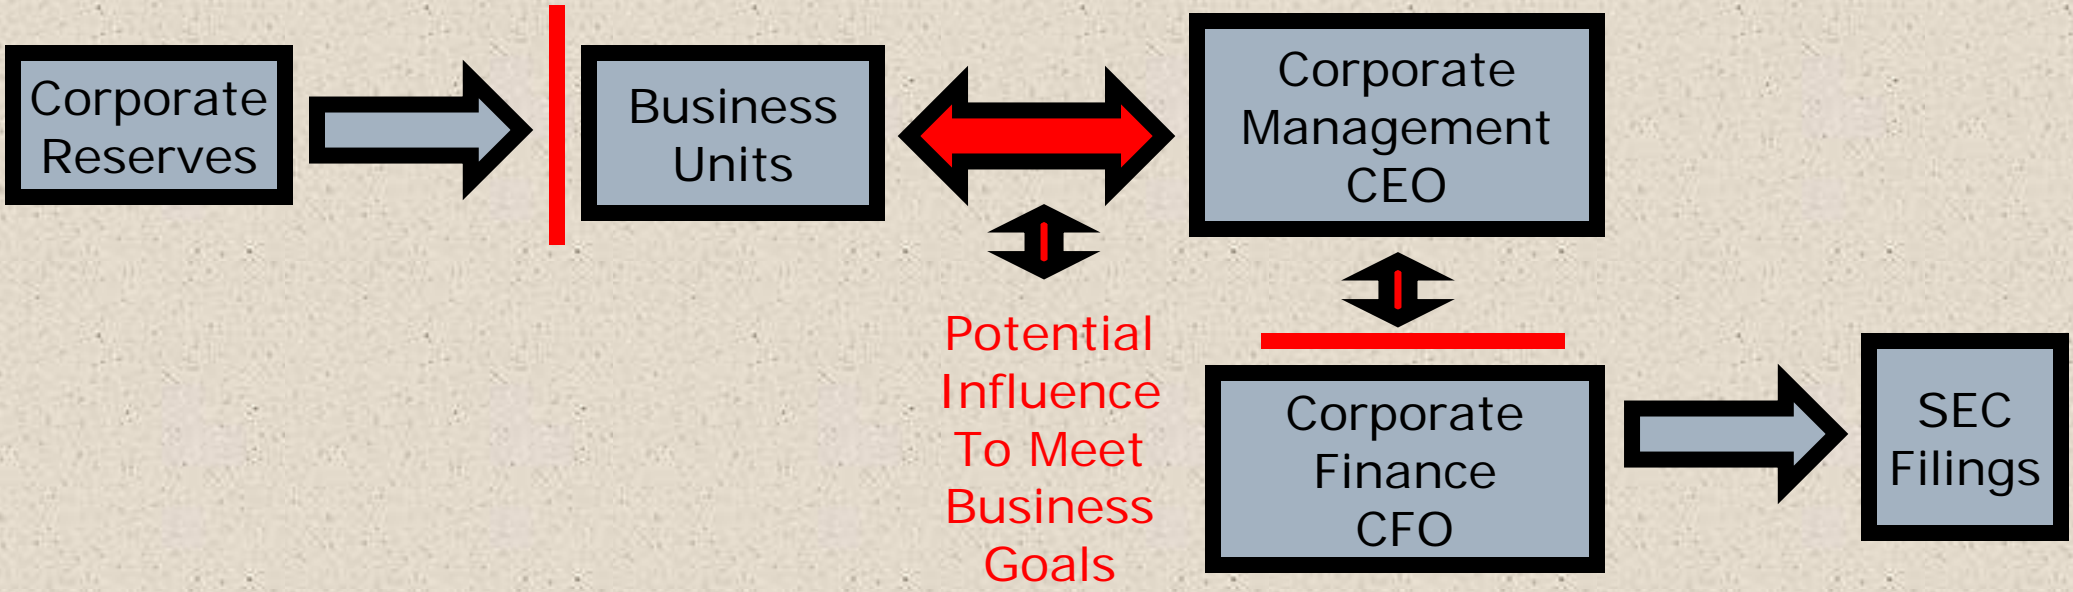 Corporate
Reserves
Business
Units
Corporate
Management
CEO
Potential
Influence
To Meet
Business
Goals
Corporate
Finance
CFO
SEC
Filings